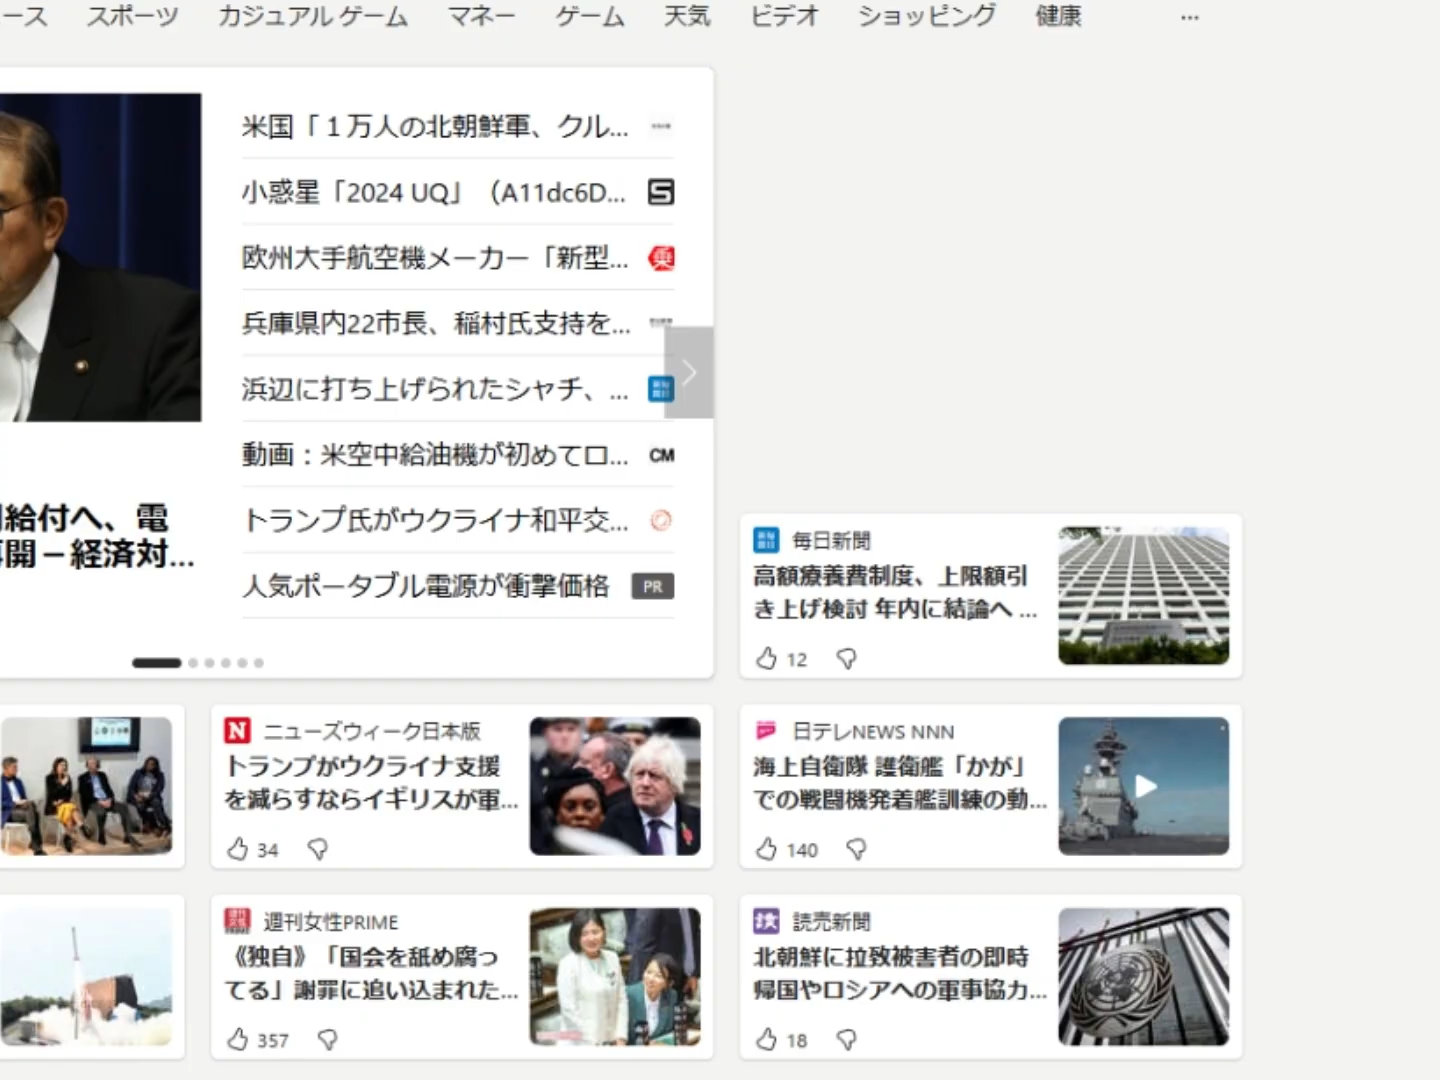 ース スポーツ カジュアル ゲーム マネー ゲーム 天気 ビデオ ショッピング 健康 ...
米国「１万人の北朝鮮軍、クル...
小惑星「2024 UQ」（A11dc6D...
欧州大手航空機メーカー「新型...
乗
兵庫県内22市長、稲村氏支持を...
浜辺に打ち上げられたシャチ、...
動画：米空中給油機が初めてロ...
CM
トランプ氏がウクライナ和平交...
人気ポータブル電源が衝撃価格
PR
給付へ、電
再開－経済対...
毎日新聞
高額療養費制度、上限額引
き上げ検討 年内に結論へ ...
12
N ニューズウィーク日本版
トランプがウクライナ支援
を減らすならイギリスが軍...
34
日テレNEWS NNN
海上自衛隊 護衛艦「かが」
での戦闘機発着艦訓練の動...
140
週刊女性PRIME
《独自》「国会を舐め腐っ
てる」謝罪に追い込まれた...
357
読 読売新聞
北朝鮮に拉致被害者の即時
帰国やロシアへの軍事協力...
18